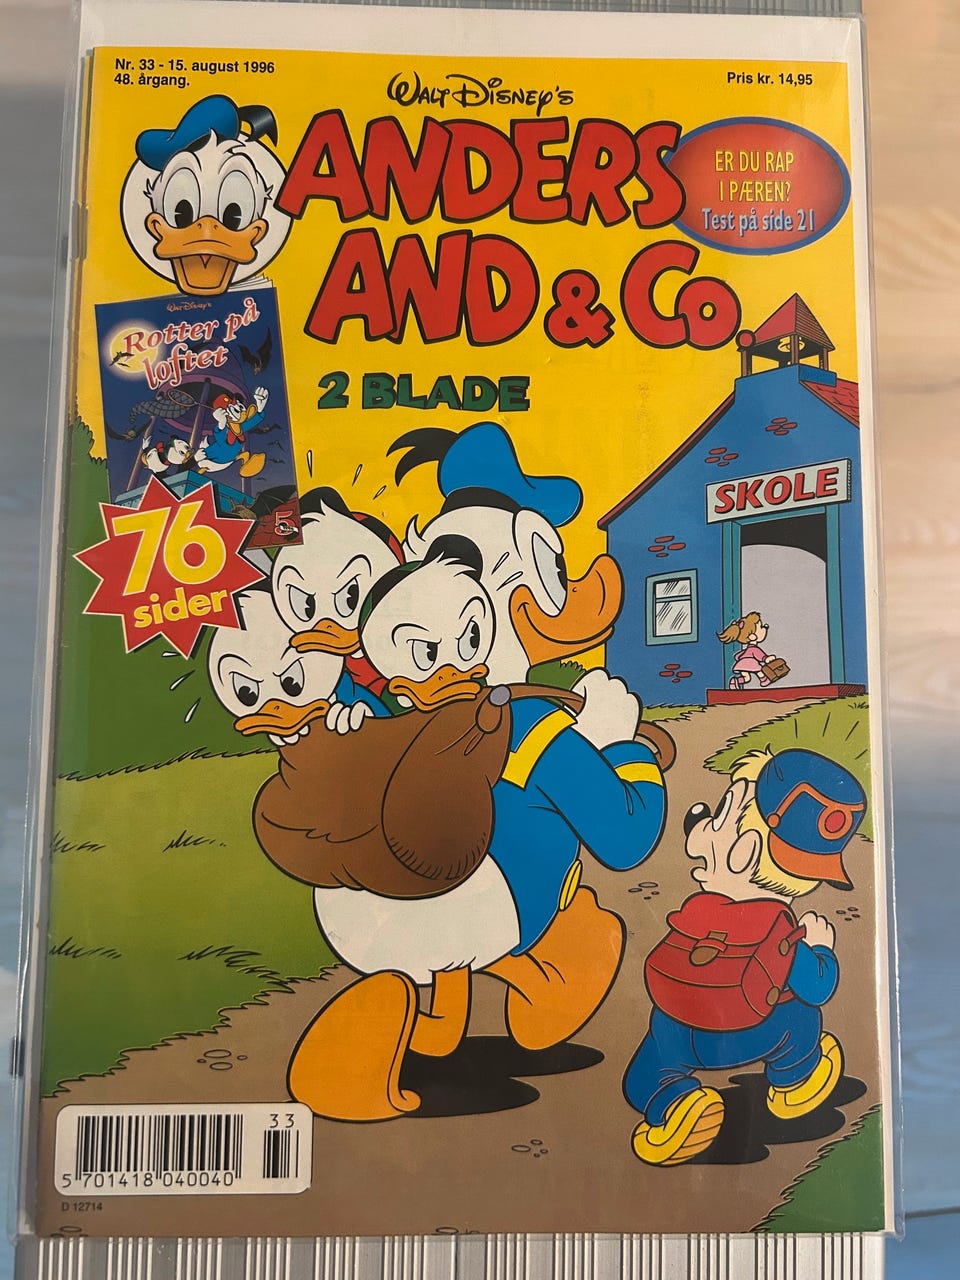 Nr. 33 - 15. august 1996
48. årgang.
Pris kr. 14,95
WALT DISNEY'S
ANDERS
AND & Co.
ER DU RAP
I PÆREN?
Test på side 21
WALT DISNEY'S
Rotter på
loftet
2 BLADE
5
76
sider
SKOLE
33
5 701418 040040
D 12714